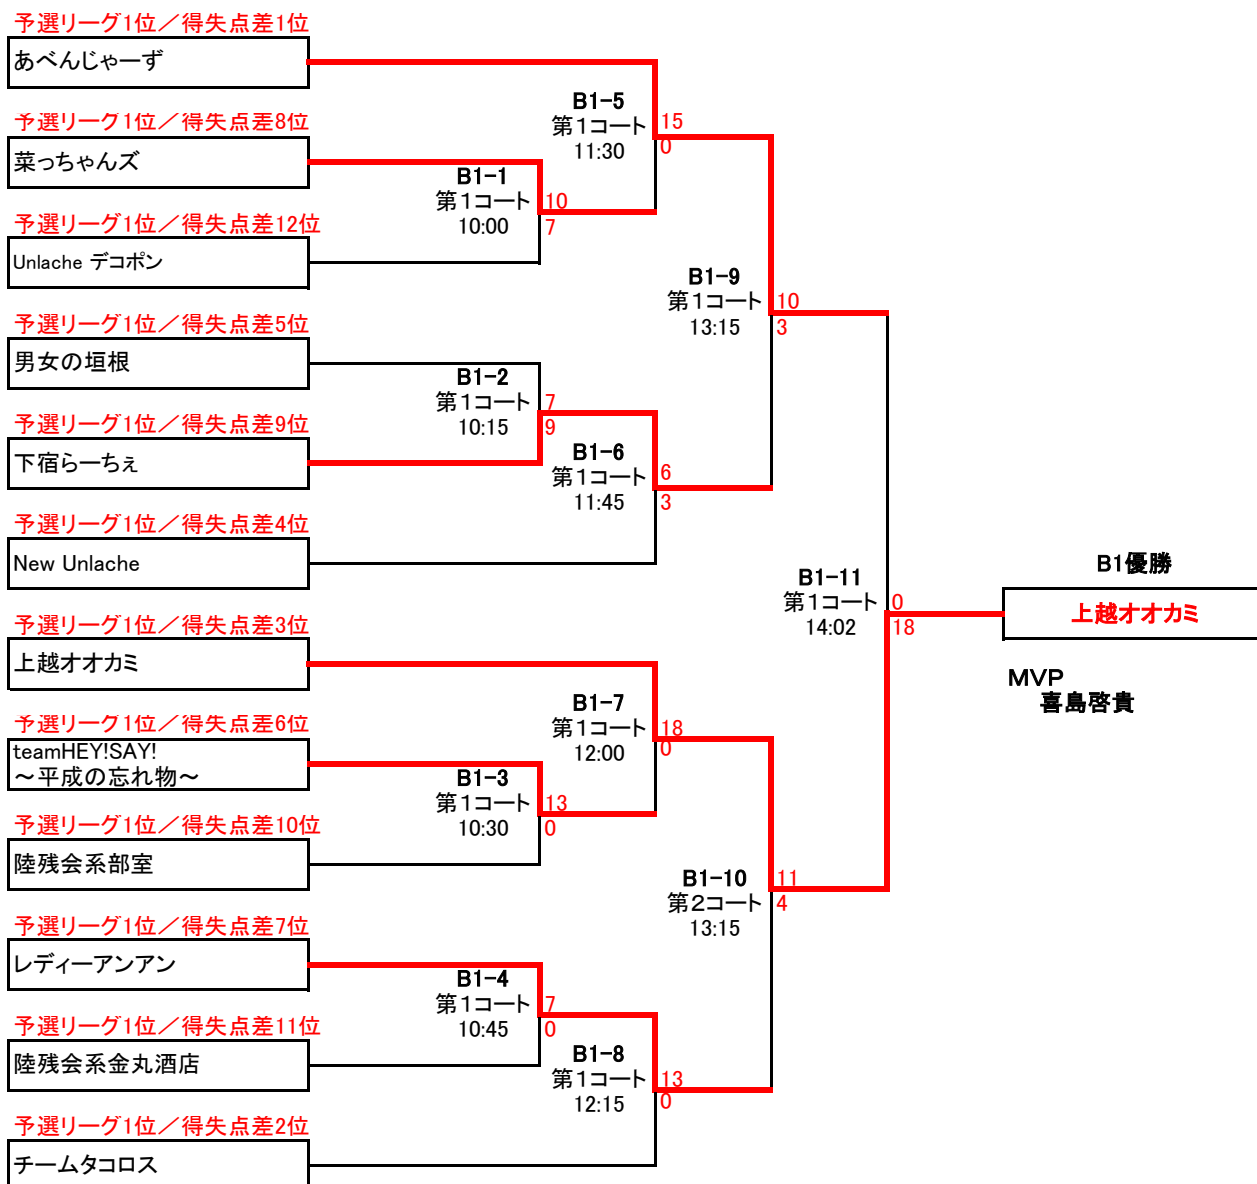 予選リーグ1位／得失点差1位
あべんじゃーず
予選リーグ1位／得失点差8位
菜っちゃんズ
予選リーグ1位／得失点差12位
Unlache デコポン
予選リーグ1位／得失点差5位
男女の垣根
予選リーグ1位／得失点差9位
下宿らーちぇ
予選リーグ1位／得失点差4位
New Unlache
予選リーグ1位／得失点差3位
上越オオカミ
予選リーグ1位／得失点差6位
teamHEY!SAY!
～平成の忘れ物～
予選リーグ1位／得失点差10位
陸残会系部室
予選リーグ1位／得失点差7位
レディーアンアン
予選リーグ1位／得失点差11位
陸残会系金丸酒店
予選リーグ1位／得失点差2位
チームタコロス
B1-1
第1コート
10:00
10
7
B1-2
第1コート
10:15
7
9
B1-3
第1コート
10:30
13
0
B1-4
第1コート
10:45
7
0
B1-5
第1コート
11:30
15
0
B1-6
第1コート
11:45
6
3
B1-7
第1コート
12:00
18
0
B1-8
第1コート
12:15
13
0
B1-9
第1コート
13:15
10
3
B1-10
第2コート
13:15
11
4
B1-11
第1コート
14:02
0
18
B1優勝
上越オオカミ
MVP
喜島啓貴